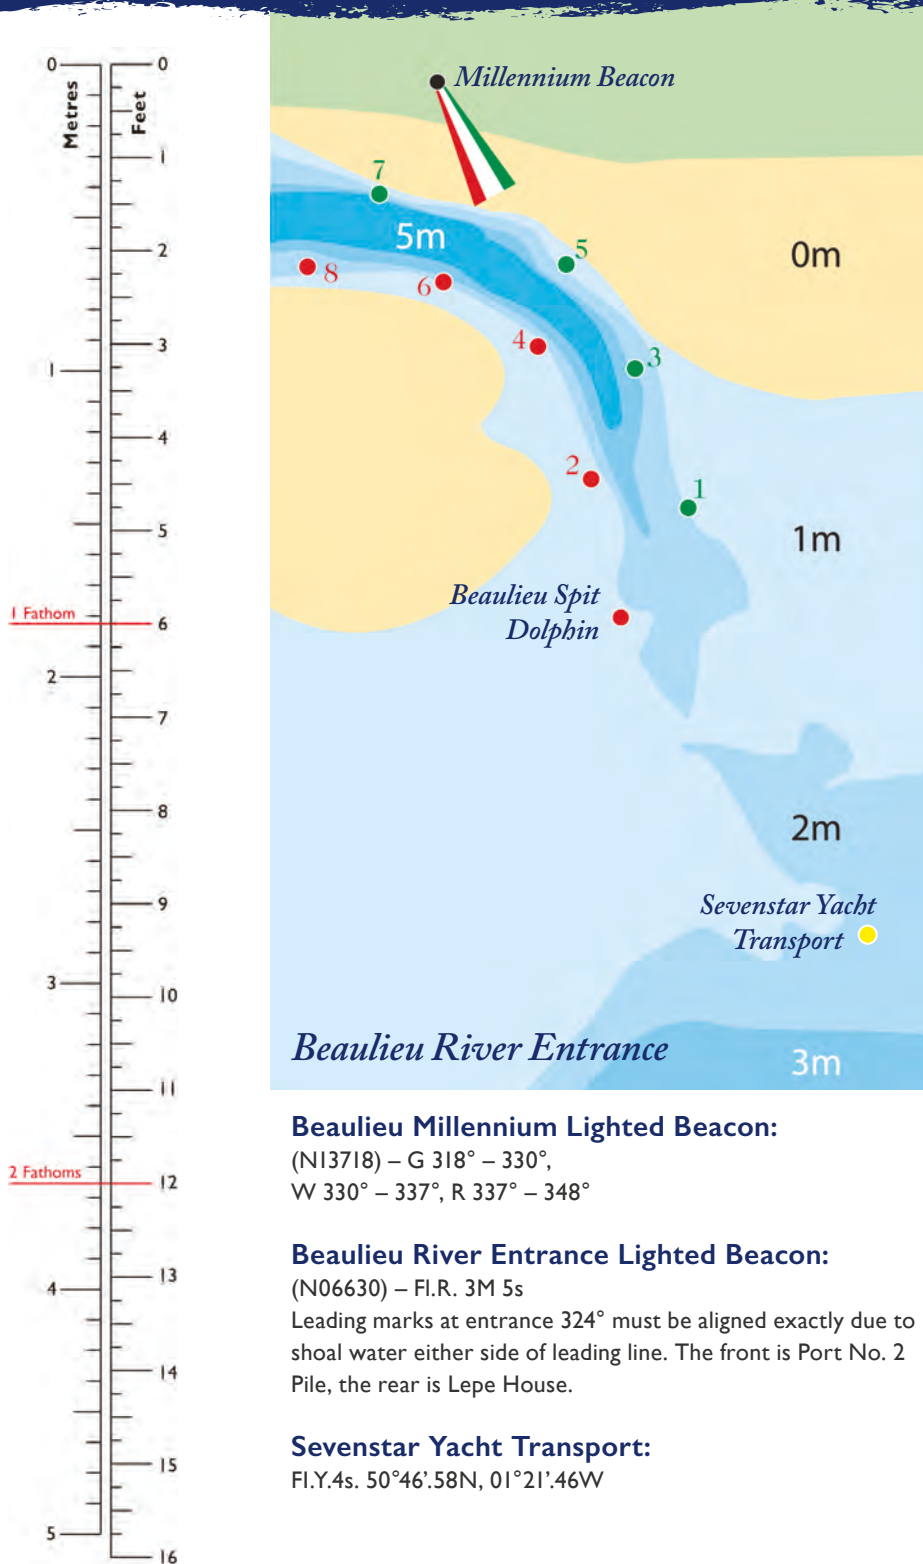 Metres
Feet
0
1
2
3
4
5
0
1
2
3
4
5
6
7
8
9
10
11
12
13
14
15
16
1 Fathom
2 Fathoms
Millennium Beacon
7
5m
5
0m
8
6
4
3
2
1
1m
Beaulieu Spit
Dolphin
2m
Sevenstar Yacht
Transport
Beaulieu River Entrance
3m
Beaulieu Millennium Lighted Beacon:
(N13718) – G 318° – 330°,
W 330° – 337°, R 337° – 348°
Beaulieu River Entrance Lighted Beacon:
(N06630) – Fl.R. 3M 5s
Leading marks at entrance 324° must be aligned exactly due to
shoal water either side of leading line. The front is Port No. 2
Pile, the rear is Lepe House.
Sevenstar Yacht Transport:
Fl.Y.4s. 50°46’.58N, 01°21’.46W